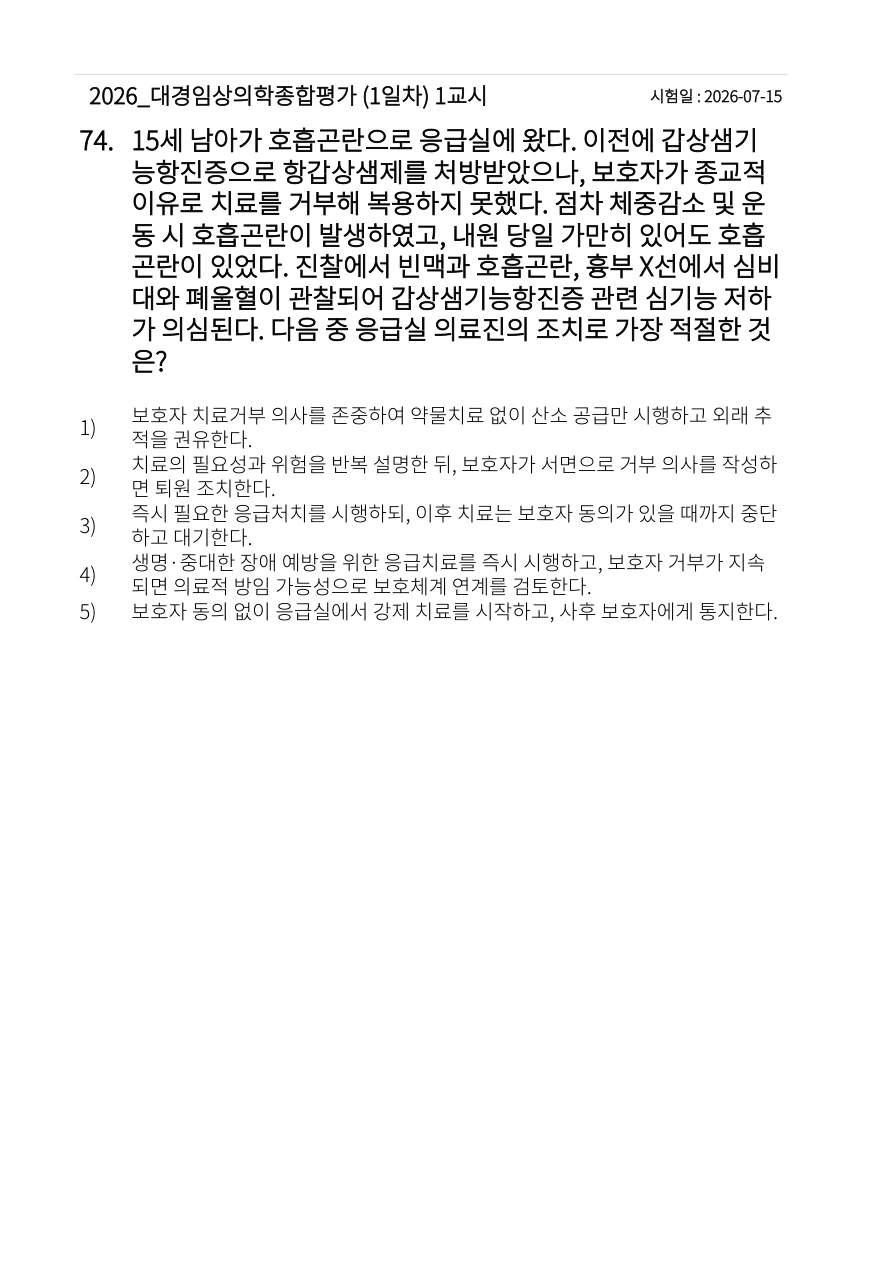 2026_대경임상의학종합평가 (1일차) 1교시
시험일 : 2026-07-15
74. 15세 남아가 호흡곤란으로 응급실에 왔다. 이전에 갑상샘기
능항진증으로 항갑상샘제를 처방받았으나, 보호자가 종교적
이유로 치료를 거부해 복용하지 못했다. 점차 체중감소 및 운
동 시 호흡곤란이 발생하였고, 내원 당일 가만히 있어도 호흡
곤란이 있었다. 진찰에서 빈맥과 호흡곤란, 흉부 X선에서 심비
대와 폐울혈이 관찰되어 갑상샘기능항진증 관련 심기능 저하
가 의심된다. 다음 중 응급실 의료진의 조치로 가장 적절한 것
은?
1) 보호자 치료거부 의사를 존중하여 약물치료 없이 산소 공급만 시행하고 외래 추
적을 권유한다.
2) 치료의 필요성과 위험을 반복 설명한 뒤, 보호자가 서면으로 거부 의사를 작성하
면 퇴원 조치한다.
3) 즉시 필요한 응급처치를 시행하되, 이후 치료는 보호자 동의가 있을 때까지 중단
하고 대기한다.
4) 생명·중대한 장애 예방을 위한 응급치료를 즉시 시행하고, 보호자 거부가 지속
되면 의료적 방임 가능성으로 보호체계 연계를 검토한다.
5) 보호자 동의 없이 응급실에서 강제 치료를 시작하고, 사후 보호자에게 통지한다.